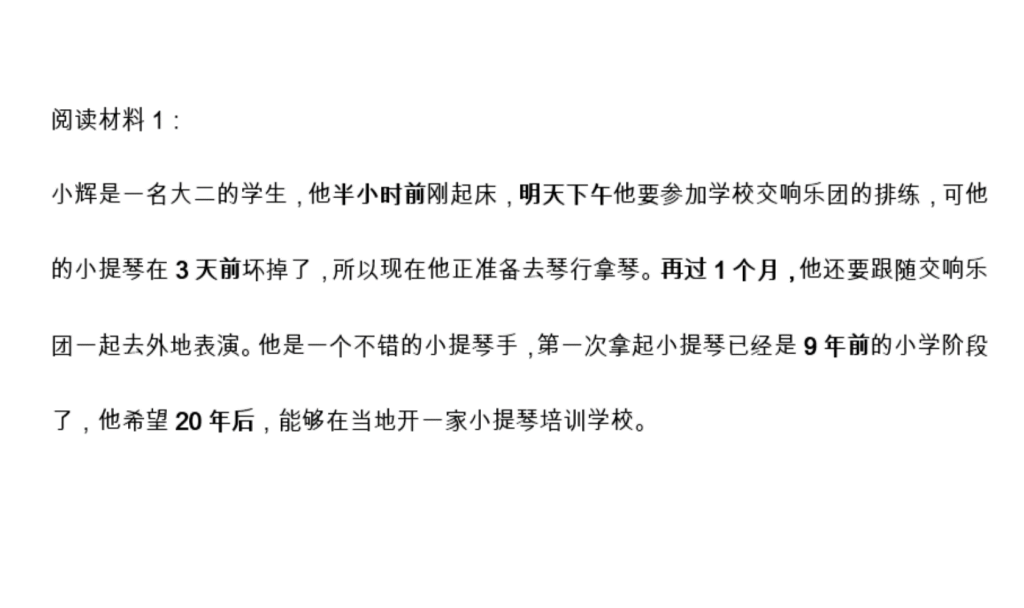 阅读材料 1：
小辉是一名大二的学生，他半小时前刚起床，明天下午他要参加学校交响乐团的排练，可他
的小提琴在 3 天前坏掉了，所以现在他正准备去琴行拿琴。再过 1 个月，他还要跟随交响乐
团一起去外地表演。他是一个不错的小提琴手，第一次拿起小提琴已经是 9 年前的小学阶段
了，他希望 20 年后，能够在当地开一家小提琴培训学校。